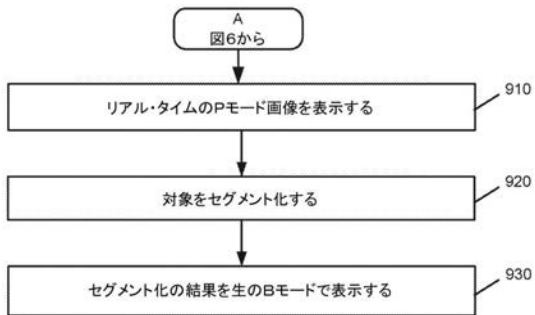 A
図6から
リアル・タイムのPモード画像を表示する
910
対象をセグメント化する
920
セグメント化の結果を生のBモードで表示する
930